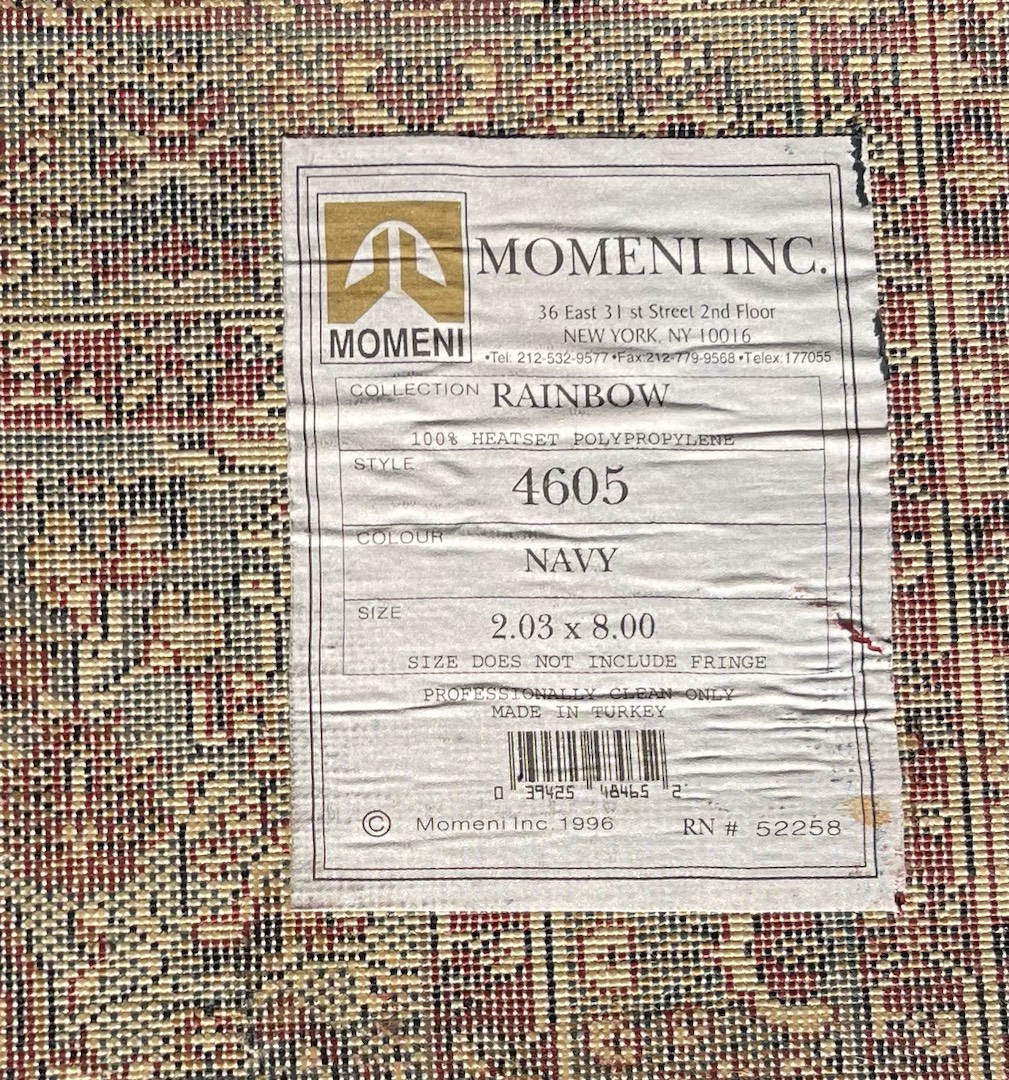 MOMENI
MOMENI INC.
36 East 31 st Street 2nd Floor
NEW YORK, NY 10016
•Tel: 212-532-9577 •Fax:212-779-9568 •Telex:177055
COLLECTION RAINBOW
100% HEATSET POLYPROPYLENE
STYLE
4605
COLOUR
NAVY
SIZE
2.03 x 8.00
SIZE DOES NOT INCLUDE FRINGE
PROFESSIONALLY CLEAN ONLY
MADE IN TURKEY
0 39425 48465 2
© Momeni Inc. 1996 RN # 52258